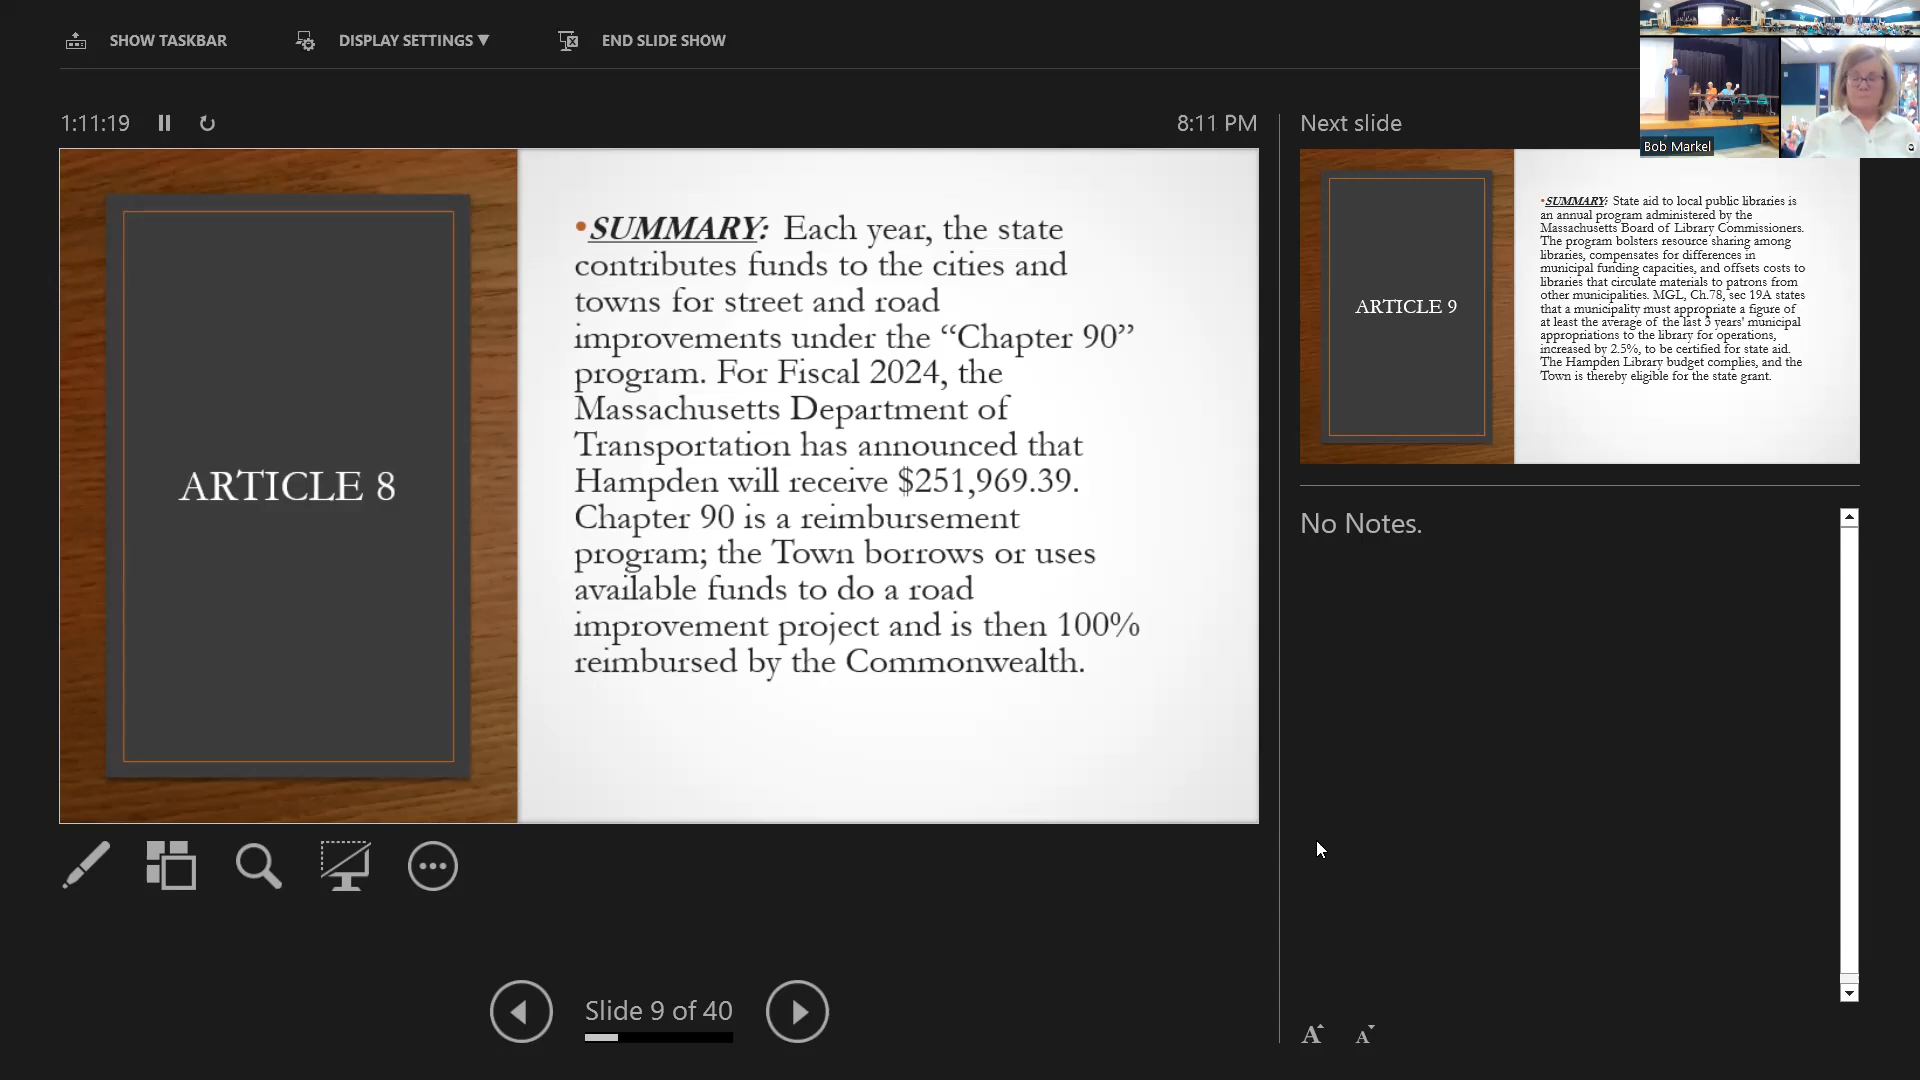 SHOW TASKBAR
DISPLAY SETTINGS ▼
END SLIDE SHOW
1:11:19
8:11 PM
ARTICLE 8
•SUMMARY: Each year, the state
contributes funds to the cities and
towns for street and road
improvements under the “Chapter 90”
program. For Fiscal 2024, the
Massachusetts Department of
Transportation has announced that
Hampden will receive $251,969.39.
Chapter 90 is a reimbursement
program; the Town borrows or uses
available funds to do a road
improvement project and is then 100%
reimbursed by the Commonwealth.
Slide 9 of 40
Next slide
Bob Markel
ARTICLE 9
•SUMMARY: State aid to local public libraries is
an annual program administered by the
Massachusetts Board of Library Commissioners.
The program bolsters resource sharing among
libraries, compensates for differences in
municipal funding capacities, and offsets costs to
libraries that circulate materials to patrons from
other municipalities. MGL, Ch.78, sec 19A states
that a municipality must appropriate a figure of
at least the average of the last 3 years' municipal
appropriations to the library for operations,
increased by 2.5%, to be certified for state aid.
The Hampden Library budget complies, and the
Town is thereby eligible for the state grant.
No Notes.
A A